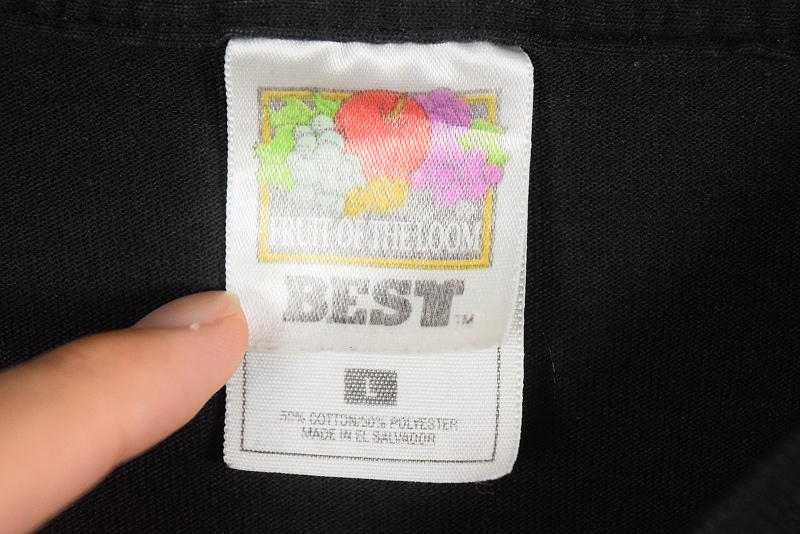 FRUIT OF THE LOOM
BEST™
L
50% COTTON/50% POLYESTER
MADE IN EL SALVADOR